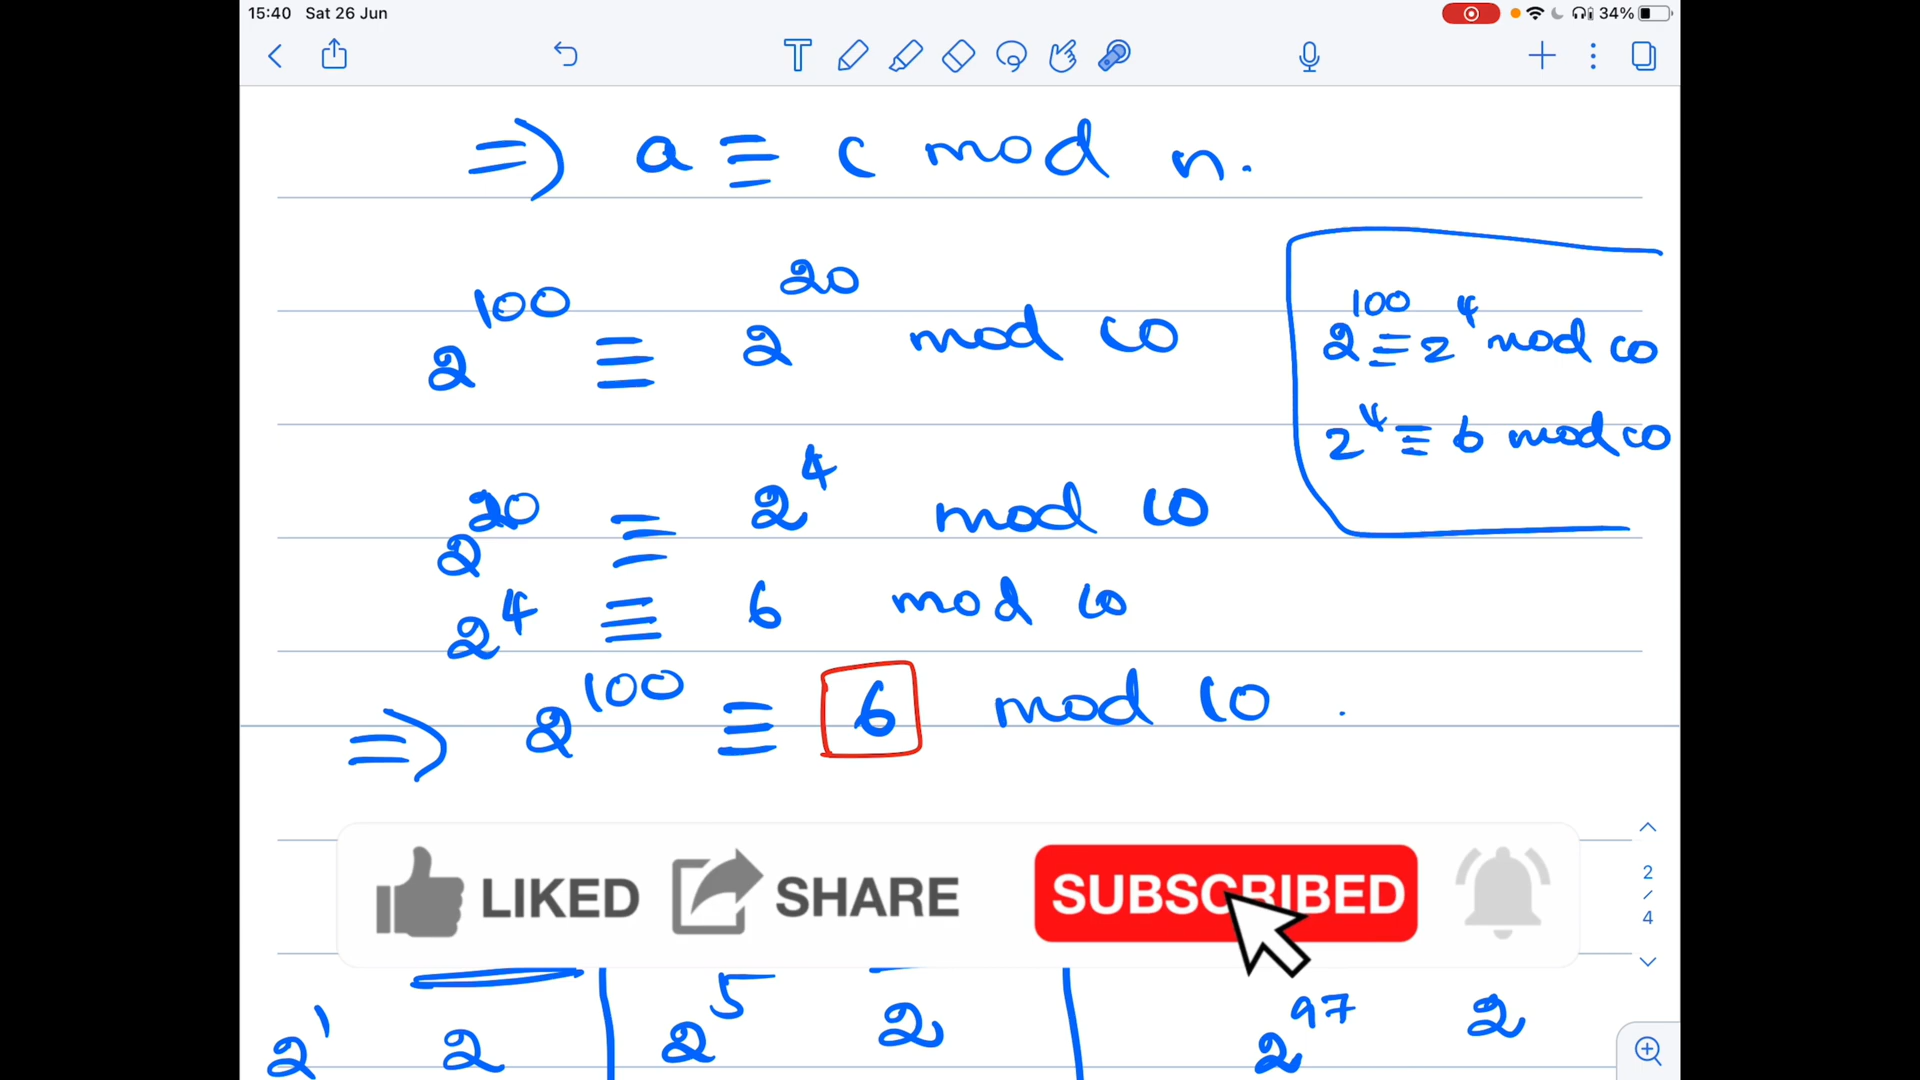 15:40 Sat 26 Jun 34%
⇒ a ≡ c mod n.
2^100 ≡ 2^20 mod 10
2^100 ≡ 2^4 mod 10
2^4 ≡ 6 mod 10
2^20 ≡ 2^4 mod 10
2^4 ≡ 6 mod 10
⇒ 2^100 ≡ 6 mod 10.
LIKED SHARE SUBSCRIBED
2/4
2^1 2 2^5 2 2^97 2